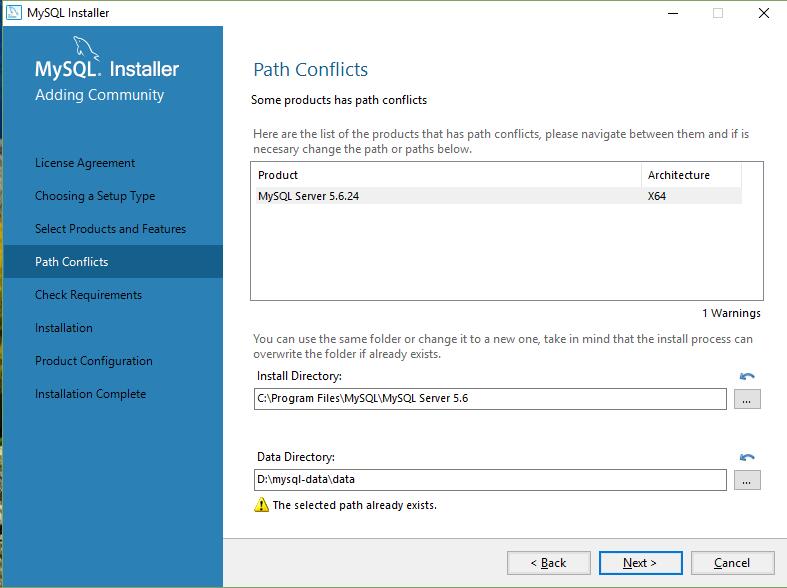 MySQL Installer
MySQL. Installer
Adding Community
License Agreement
Choosing a Setup Type
Select Products and Features
Path Conflicts
Check Requirements
Installation
Product Configuration
Installation Complete
Path Conflicts
Some products has path conflicts
Here are the list of the products that has path conflicts, please navigate between them and if is
necesary change the path or paths below.
Product Architecture
MySQL Server 5.6.24 X64
1 Warnings
You can use the same folder or change it to a new one, take in mind that the install process can
overwrite the folder if already exists.
Install Directory:
C:\Program Files\MySQL\MySQL Server 5.6
...
Data Directory:
D:\mysql-data\data
...
The selected path already exists.
< Back Next > Cancel